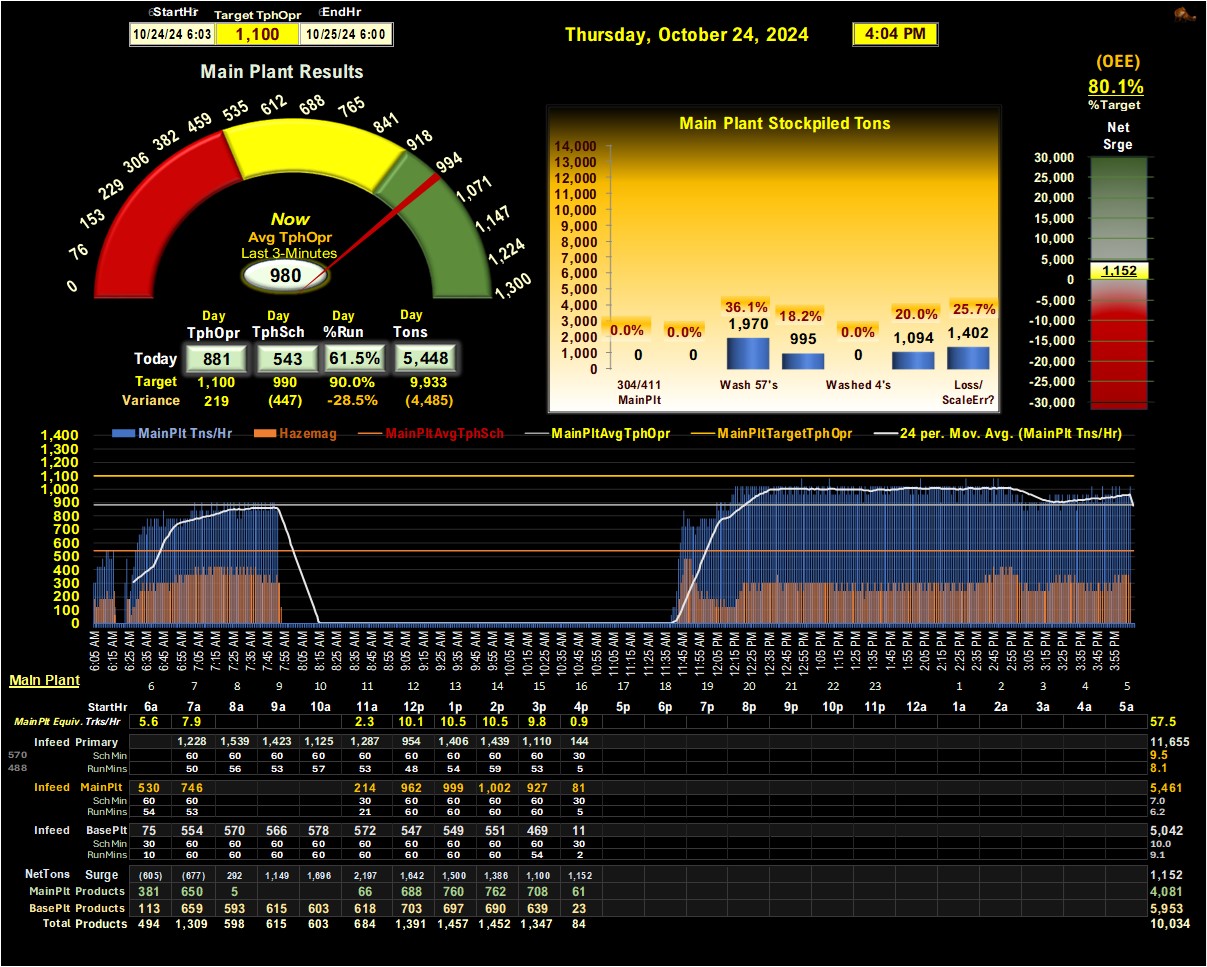 StartHr Target TphOpr EndHr
10/24/24 6:03 1,100 10/25/24 6:00
Thursday, October 24, 2024 4:04 PM
(OEE)
80.1%
%Target
Main Plant Results
0 76 153 229 306 382 459 535 612 688 765 841 918 994 1,071 1,147 1,224 1,300
Now
Avg TphOpr
Last 3-Minutes
980
Day Day Day Day
TphOpr TphSch %Run Tons
Today 881 543 61.5% 5,448
Target 1,100 990 90.0% 9,933
Variance 219 (447) -28.5% (4,485)
Main Plant Stockpiled Tons
14,000
13,000
12,000
11,000
10,000
9,000
8,000
7,000
6,000
5,000
4,000
3,000
2,000
1,000
0
0.0% 0.0% 36.1% 18.2% 0.0% 20.0% 25.7%
0 0 1,970 995 0 1,094 1,402
304/411 Wash 57's Washed 4's Loss/
MainPlt ScaleErr?
Net
Srge
30,000
25,000
20,000
15,000
10,000
5,000
0
-5,000
-10,000
-15,000
-20,000
-25,000
-30,000
1,152
MainPlt Tns/Hr Hazemag MainPltAvgTphSch MainPltAvgTphOpr MainPltTargetTphOpr 24 per. Mov. Avg. (MainPlt Tns/Hr)
1,400
1,300
1,200
1,100
1,000
900
800
700
600
500
400
300
200
100
0
6:05 AM 6:15 AM 6:25 AM 6:35 AM 6:45 AM 6:55 AM 7:05 AM 7:15 AM 7:25 AM 7:35 AM 7:45 AM 7:55 AM 8:05 AM 8:15 AM 8:25 AM 8:35 AM 8:45 AM 8:55 AM 9:05 AM 9:15 AM 9:25 AM 9:35 AM 9:45 AM 9:55 AM 10:05 AM 10:15 AM 10:25 AM 10:35 AM 10:45 AM 10:55 AM 11:05 AM 11:15 AM 11:25 AM 11:35 AM 11:45 AM 11:55 AM 12:05 PM 12:15 PM 12:25 PM 12:35 PM 12:45 PM 12:55 PM 1:05 PM 1:15 PM 1:25 PM 1:35 PM 1:45 PM 1:55 PM 2:05 PM 2:15 PM 2:25 PM 2:35 PM 2:45 PM 2:55 PM 3:05 PM 3:15 PM 3:25 PM 3:35 PM 3:45 PM 3:55 PM
Main Plant
6 7 8 9 10 11 12 13 14 15 16 17 18 19 20 21 22 23 1 2 3 4 5
StartHr 6a 7a 8a 9a 10a 11a 12p 1p 2p 3p 4p 5p 6p 7p 8p 9p 10p 11p 12a 1a 2a 3a 4a 5a
MainPlt Equiv. Trks/Hr 5.6 7.9 2.3 10.1 10.5 10.5 9.8 0.9 57.5
Infeed Primary 1,228 1,539 1,423 1,125 1,287 954 1,406 1,439 1,110 144 11,655
570 SchMin 60 60 60 60 60 60 60 60 60 30 9.5
488 RunMins 50 56 53 57 53 48 54 59 53 5 8.1
Infeed MainPlt 530 746 214 962 999 1,002 927 81 5,461
SchMin 60 60 30 60 60 60 60 30 7.0
RunMins 54 53 21 60 60 60 60 5 6.2
Infeed BasePlt 75 554 570 566 578 572 547 549 551 469 11 5,042
SchMin 30 60 60 60 60 60 60 60 60 60 30 10.0
RunMins 10 60 60 60 60 60 60 60 60 54 2 9.1
NetTons Surge (605) (677) 292 1,149 1,696 2,197 1,642 1,500 1,386 1,100 1,152 1,152
MainPlt Products 381 650 5 66 688 760 762 708 61 4,081
BasePlt Products 113 659 593 615 603 618 703 697 690 639 23 5,953
Total Products 494 1,309 598 615 603 684 1,391 1,457 1,452 1,347 84 10,034